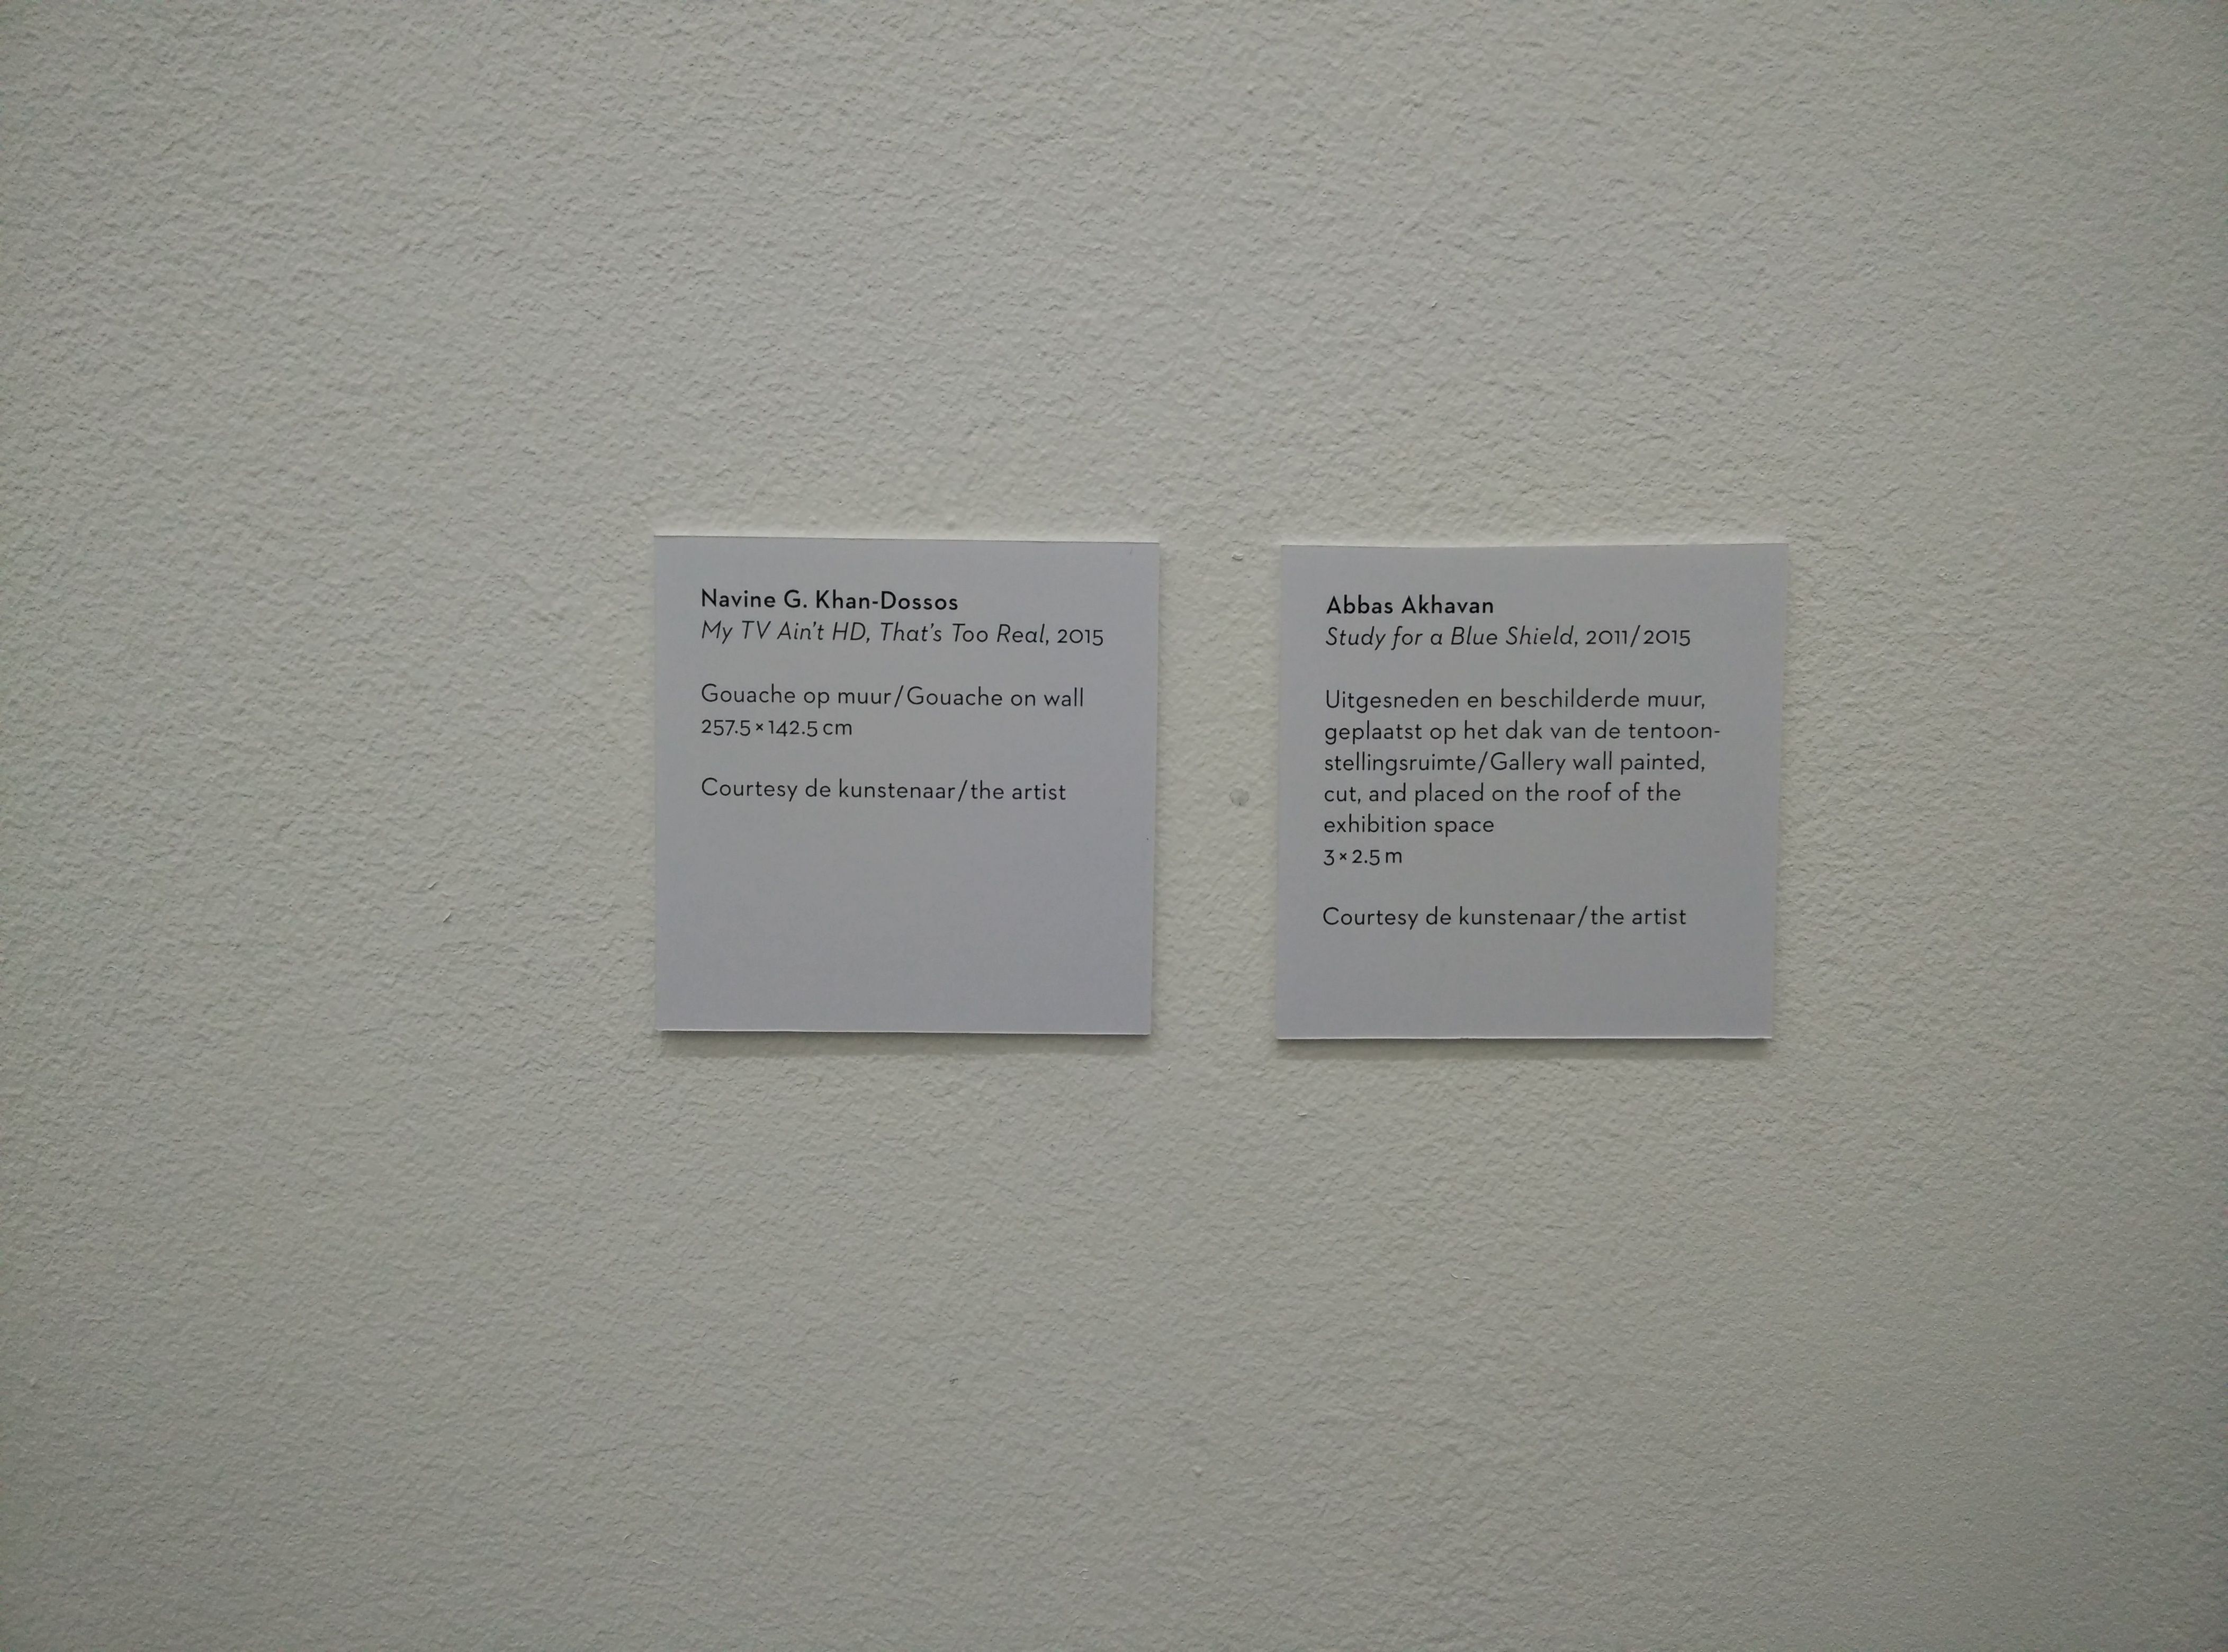 Navine G. Khan-Dossos
My TV Ain't HD, That's Too Real, 2015
Gouache op muur/Gouache on wall
257.5 × 142.5 cm
Courtesy de kunstenaar/the artist
Abbas Akhavan
Study for a Blue Shield, 2011/2015
Uitgesneden en beschilderde muur,
geplaatst op het dak van de tentoon-
stellingsruimte/Gallery wall painted,
cut, and placed on the roof of the
exhibition space
3 × 2.5 m
Courtesy de kunstenaar/the artist